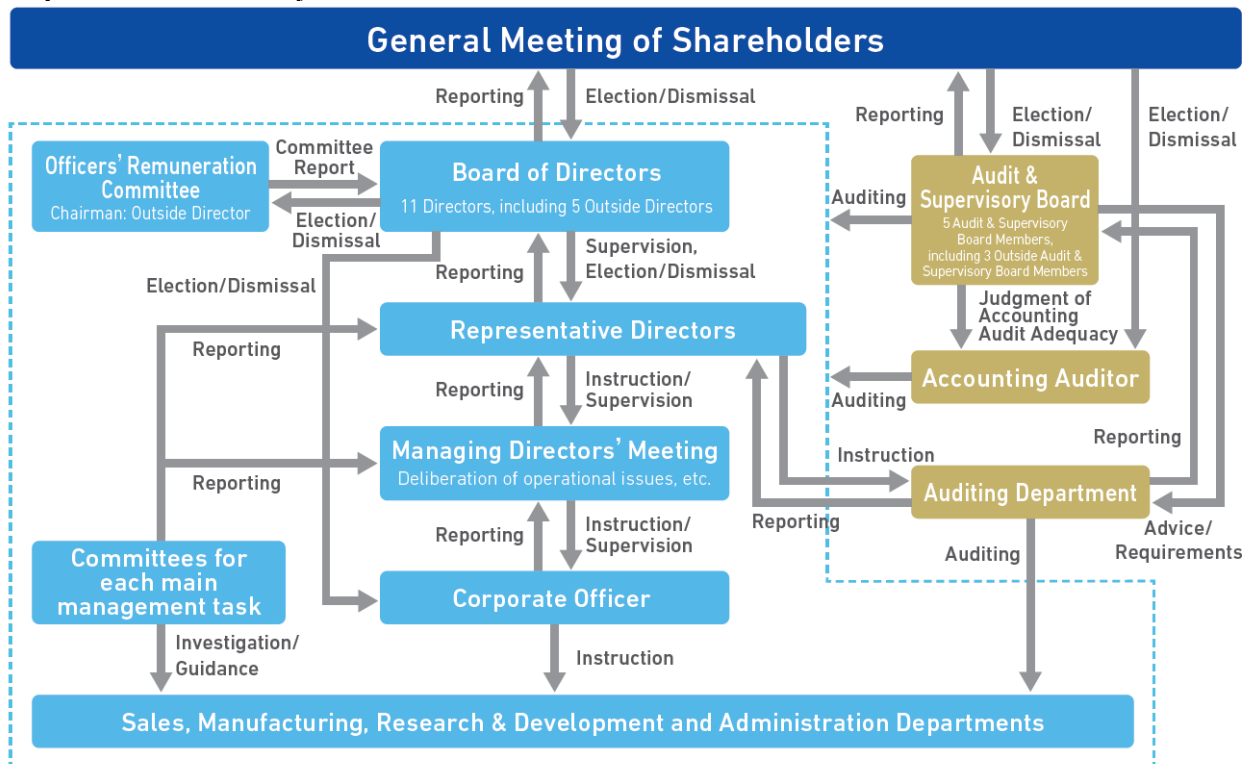 General Meeting of Shareholders
Reporting
Election/Dismissal
Reporting
Election/
Dismissal
Election/
Dismissal
Officers' Remuneration
Committee
Chairman: Outside Director
Committee
Report
Election/
Dismissal
Board of Directors
11 Directors, including 5 Outside Directors
Auditing
Audit &
Supervisory Board
5 Audit & Supervisory
Board Members,
including 3 Outside Audit &
Supervisory Board Members
Election/Dismissal
Reporting
Supervision,
Election/Dismissal
Judgment of
Accounting
Audit Adequacy
Reporting
Representative Directors
Auditing
Accounting Auditor
Reporting
Instruction/
Supervision
Reporting
Managing Directors' Meeting
Deliberation of operational issues, etc.
Instruction
Reporting
Auditing Department
Reporting
Reporting
Instruction/
Supervision
Auditing
Advice/
Requirements
Committees for
each main
management task
Corporate Officer
Investigation/
Guidance
Instruction
Sales, Manufacturing, Research & Development and Administration Departments